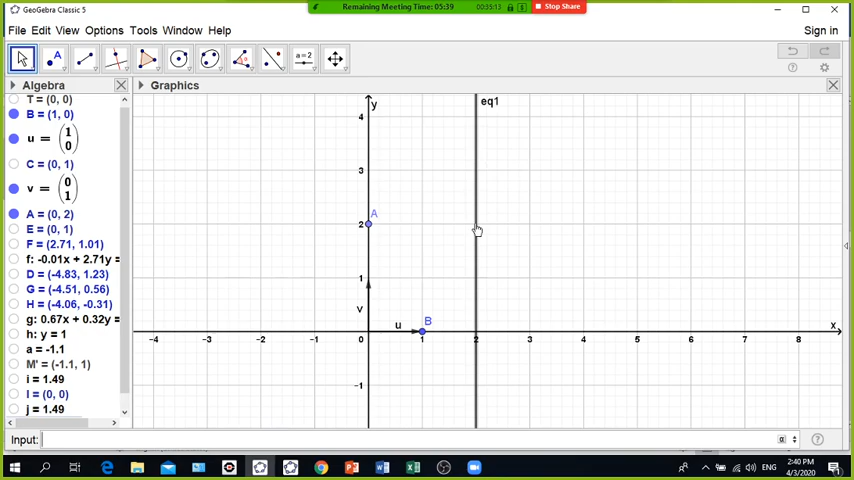 GeoGebra Classic 5
Remaining Meeting Time: 05:39
00:35:13
Stop Share
File Edit View Options Tools Window Help
Sign in
A
a=2
Algebra
Graphics
T = (0, 0)
B = (1, 0)
u = (1 0)
C = (0, 1)
v = (0 1)
A = (0, 2)
E = (0, 1)
F = (2.71, 1.01)
f: -0.01x + 2.71y =
D = (-4.83, 1.23)
G = (-4.51, 0.56)
H = (-4.06, -0.31)
g: 0.67x + 0.32y =
h: y = 1
a = -1.1
M' = (-1.1, 1)
i = 1.49
I = (0, 0)
j = 1.49
y
eq1
4
3
A
2
1
v
u
B
x
-4 -3 -2 -1 0 1 2 3 4 5 6 7 8
-1
Input:
α
ENG
2:40 PM
4/3/2020